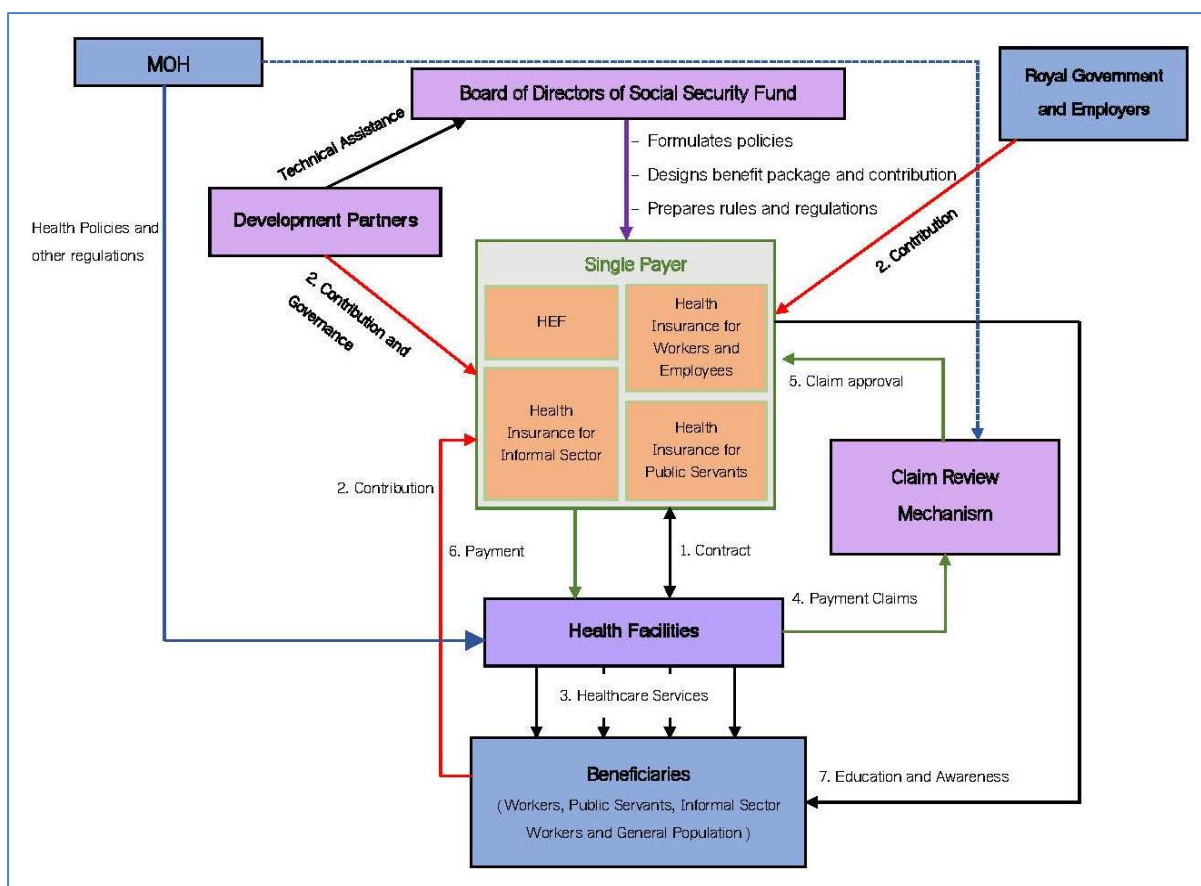 MOH
Royal Government
and Employers
Board of Directors of Social Security Fund
Technical Assistance
- Formulates policies
- Designs benefit package and contribution
- Prepares rules and regulations
Development Partners
Health Policies and
other regulations
2. Contribution
2. Contribution and
Governance
Single Payer
HEF
Health
Insurance for
Workers and
Employees
Health
Insurance for
Informal Sector
Health
Insurance for
Public Servants
5. Claim approval
Claim Review
Mechanism
2. Contribution
6. Payment
1. Contract
4. Payment Claims
Health Facilities
3. Healthcare Services
Beneficiaries
( Workers, Public Servants, Informal Sector
Workers and General Population )
7. Education and Awareness